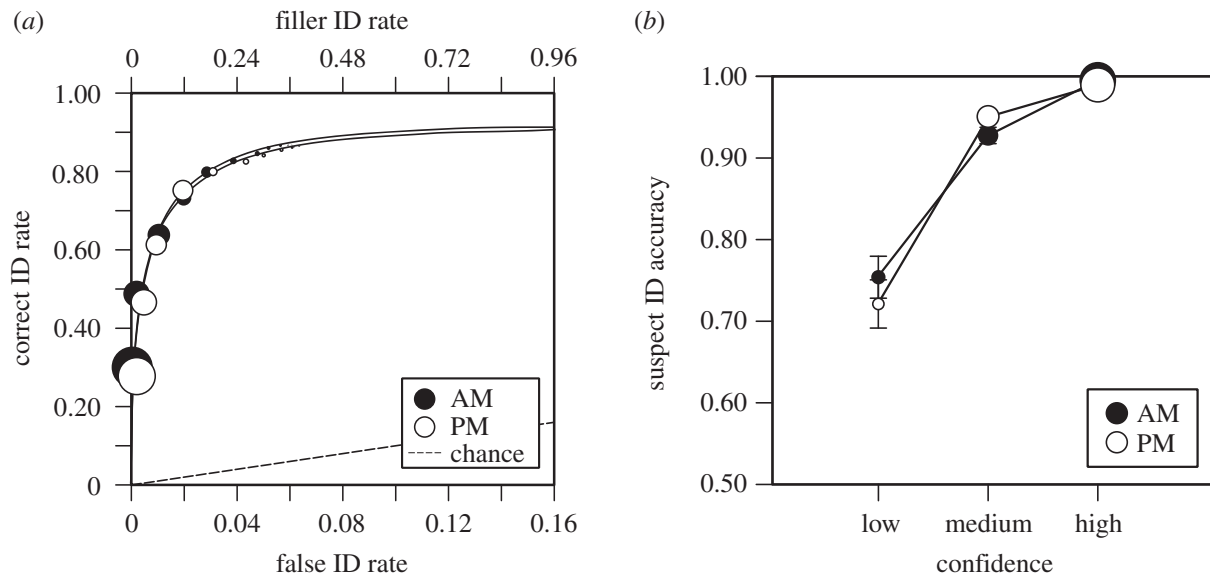 (a)
filler ID rate
0 0.24 0.48 0.72 0.96
correct ID rate
1.00
0.80
0.60
0.40
0.20
0
AM
PM
chance
0 0.04 0.08 0.12 0.16
false ID rate
(b)
suspect ID accuracy
1.00
0.90
0.80
0.70
0.60
0.50
AM
PM
low medium high
confidence